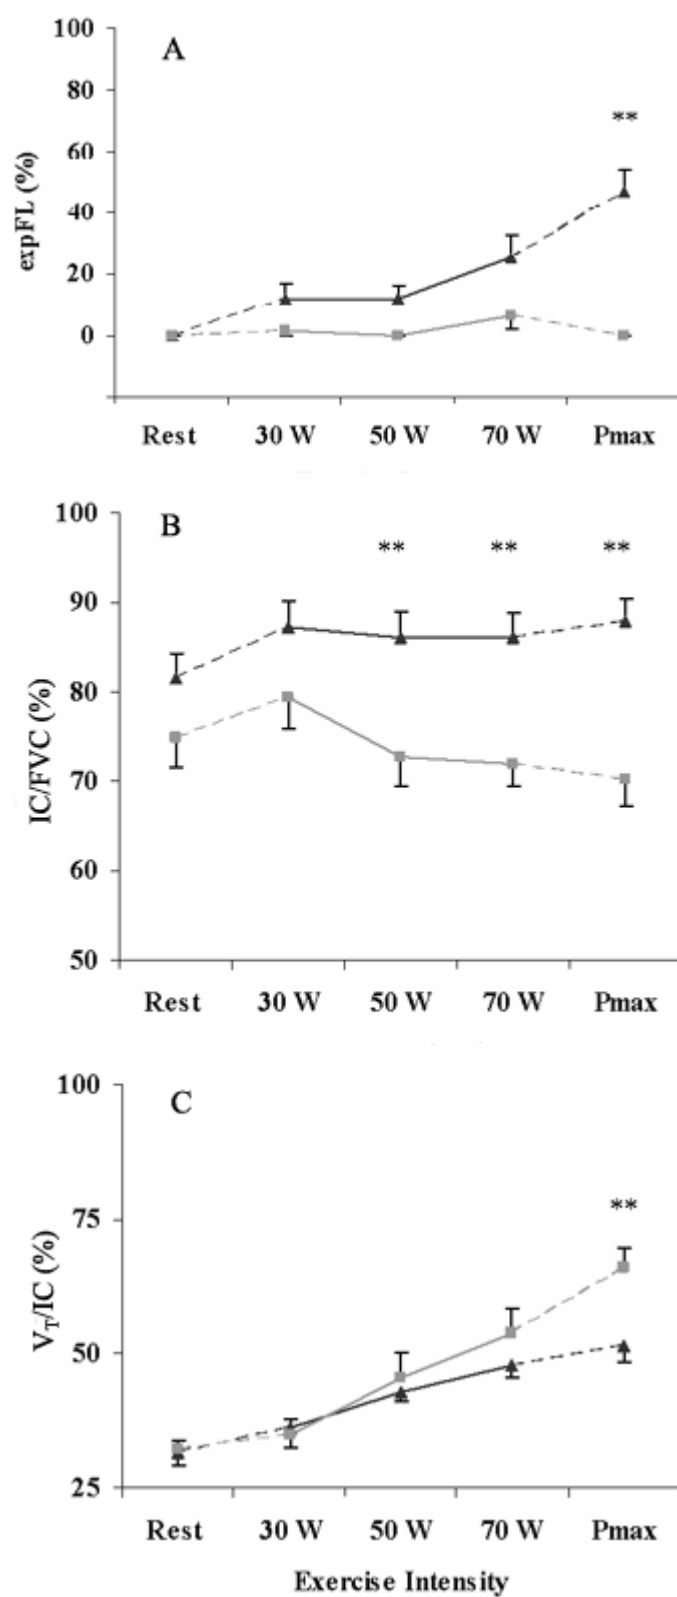 A
100
80
60
40
20
0
expFL (%)
**
Rest 30 W 50 W 70 W Pmax
B
100
90
80
70
60
50
IC/FVC (%)
** ** **
Rest 30 W 50 W 70 W Pmax
C
100
75
50
25
VT/IC (%)
**
Rest 30 W 50 W 70 W Pmax
Exercise Intensity